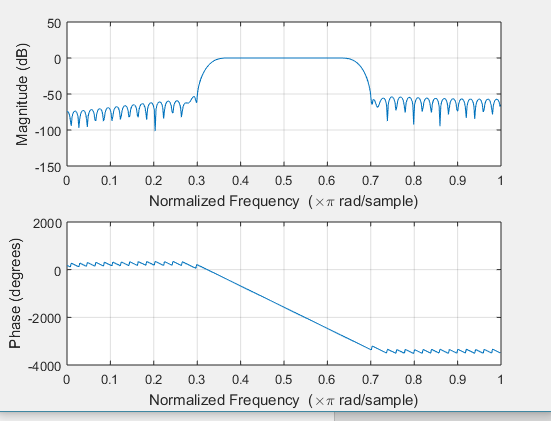 50
0
-50
-100
-150
Magnitude (dB)
0 0.1 0.2 0.3 0.4 0.5 0.6 0.7 0.8 0.9 1
Normalized Frequency (×π rad/sample)
2000
0
-2000
-4000
Phase (degrees)
0 0.1 0.2 0.3 0.4 0.5 0.6 0.7 0.8 0.9 1
Normalized Frequency (×π rad/sample)